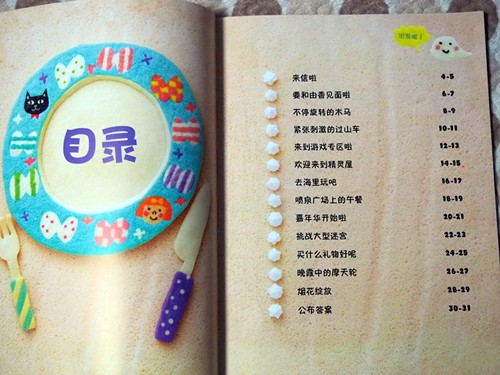 目录
来信啦 4-5
要和由香见面啦 6-7
不停旋转的木马 8-9
紧张刺激的过山车 10-11
来到游戏专区啦 12-13
欢迎来到精灵屋 14-15
去海里玩吧 16-17
喷泉广场上的午餐 18-19
嘉年华开始啦 20-21
挑战大型迷宫 22-23
买什么礼物好呢 24-25
晚霞中的摩天轮 26-27
烟花绽放 28-29
公布答案 30-31